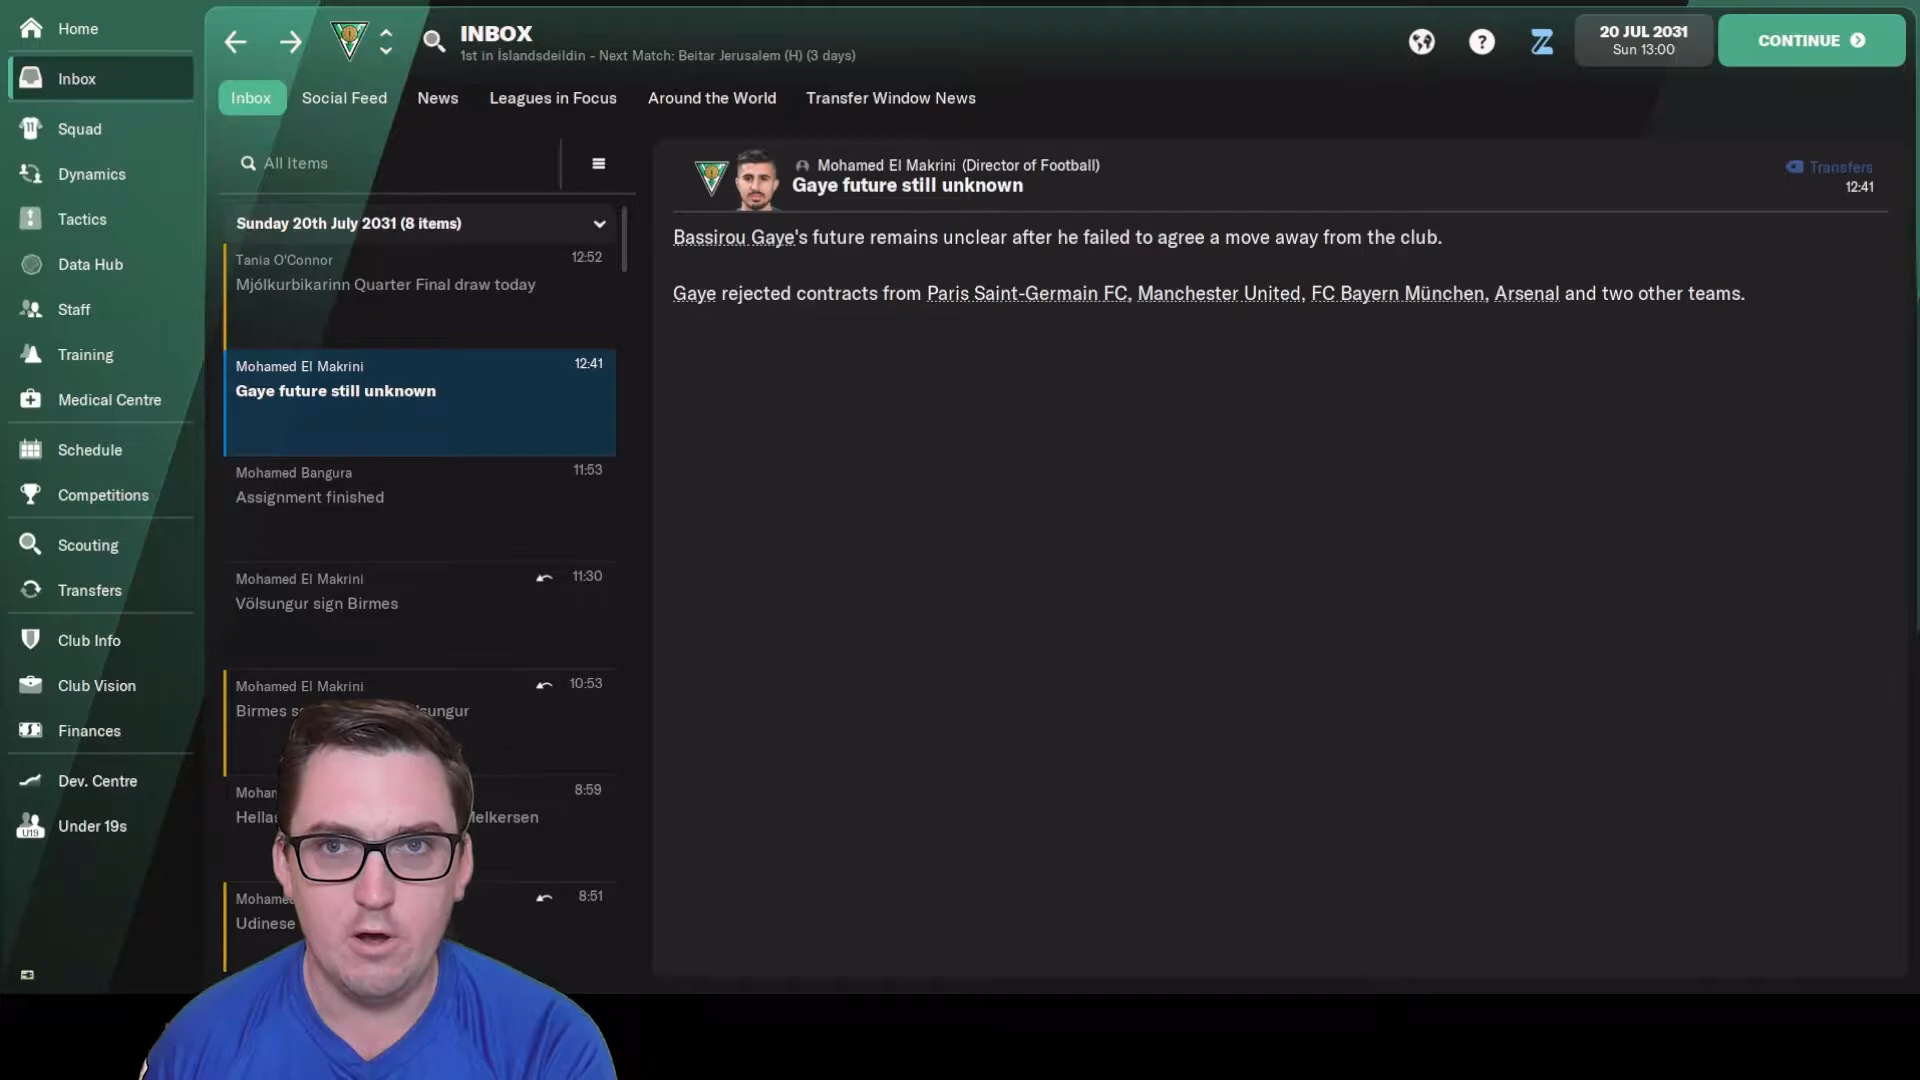 Home
Inbox
Squad
Dynamics
Tactics
Data Hub
Staff
Training
Medical Centre
Schedule
Competitions
Scouting
Transfers
Club Info
Club Vision
Finances
Dev. Centre
U19
Under 19s
INBOX
1st in Íslandsdeildin - Next Match: Beitar Jerusalem (H) (3 days)
?
20 JUL 2031
Sun 13:00
CONTINUE
Inbox
Social Feed
News
Leagues in Focus
Around the World
Transfer Window News
All Items
Sunday 20th July 2031 (8 items)
Tania O'Connor
12:52
Mjólkurbikarinn Quarter Final draw today
Mohamed El Makrini
12:41
Gaye future still unknown
Mohamed Bangura
11:53
Assignment finished
Mohamed El Makrini
11:30
Völsungur sign Birmes
Mohamed El Makrini
10:53
Birmes
8:59
Melkersen
8:51
Udinese
Mohamed El Makrini (Director of Football)
Gaye future still unknown
Transfers
12:41
Bassirou Gaye's future remains unclear after he failed to agree a move away from the club.
Gaye rejected contracts from Paris Saint-Germain FC, Manchester United, FC Bayern München, Arsenal and two other teams.